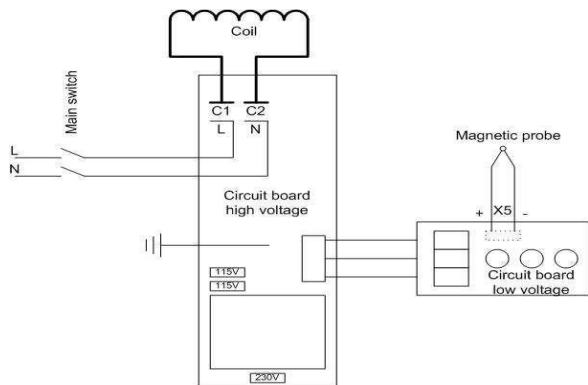 Coil
Main switch
C1 C2
L N
L
N
Magnetic probe
Circuit board
high voltage
+ X5 -
115V
115V
Circuit board
low voltage
230V